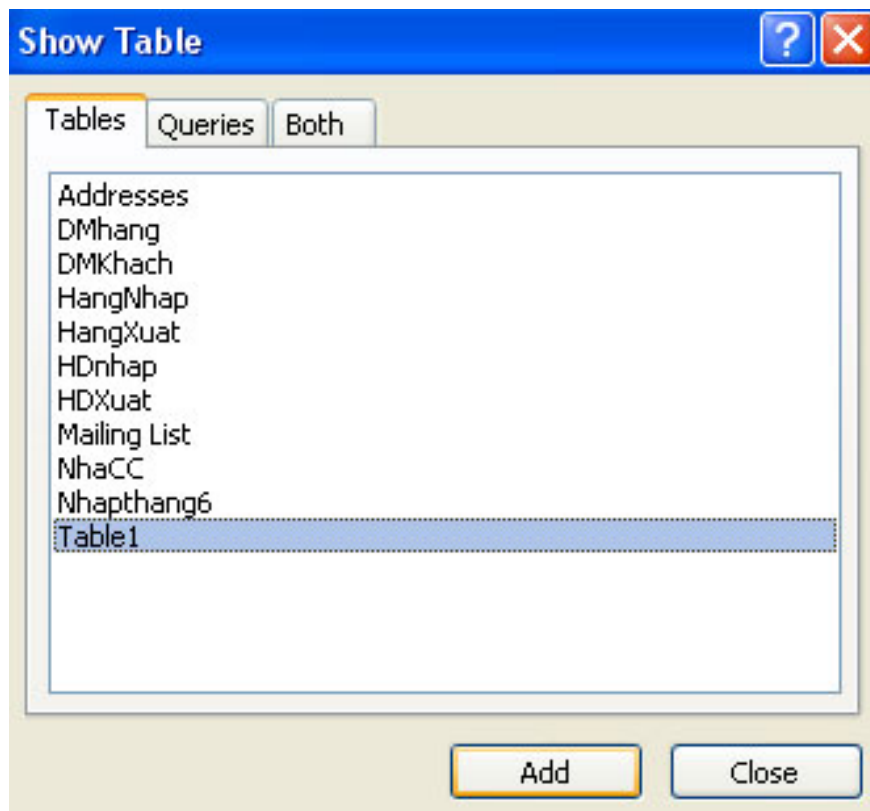 Show Table
Tables Queries Both
Addresses
DMhang
DMKhach
HangNhap
HangXuat
HDnhap
HDXuat
Mailing List
NhaCC
Nhapthang6
Table1
Add Close